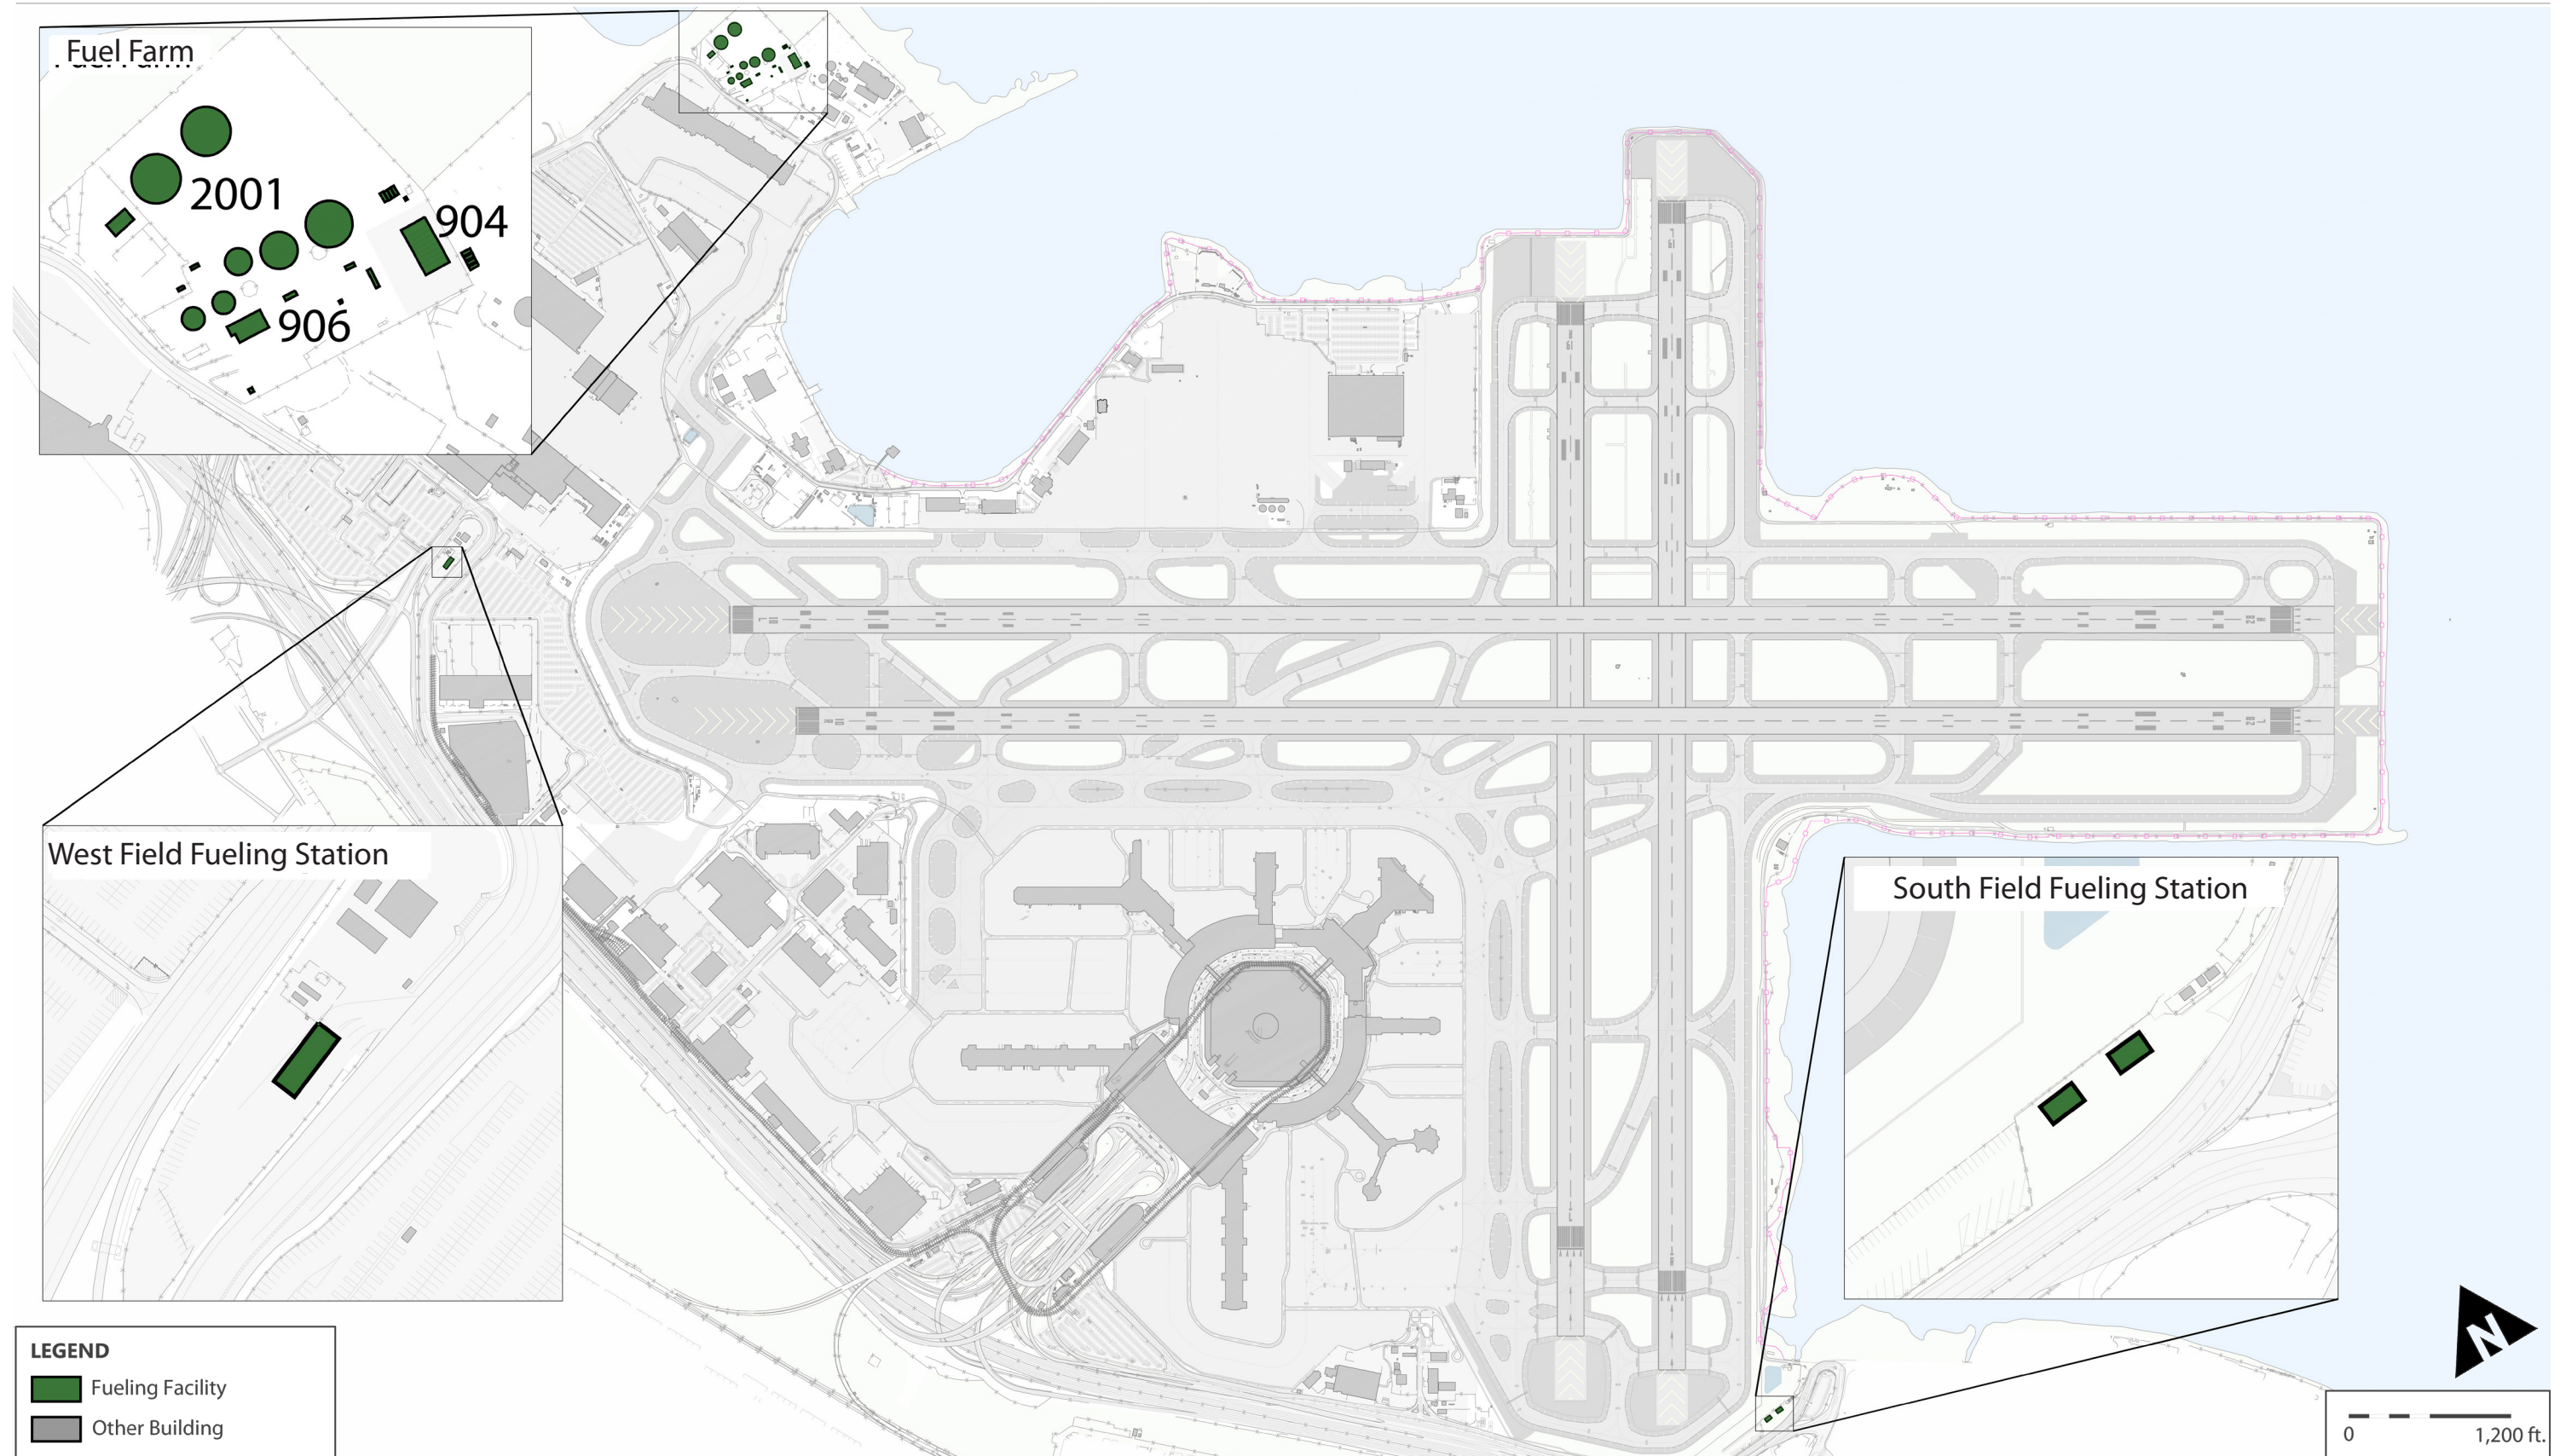 Fuel Farm
2001
904
906
West Field Fueling Station
South Field Fueling Station
LEGEND
Fueling Facility
Other Building
N
0 1,200 ft.